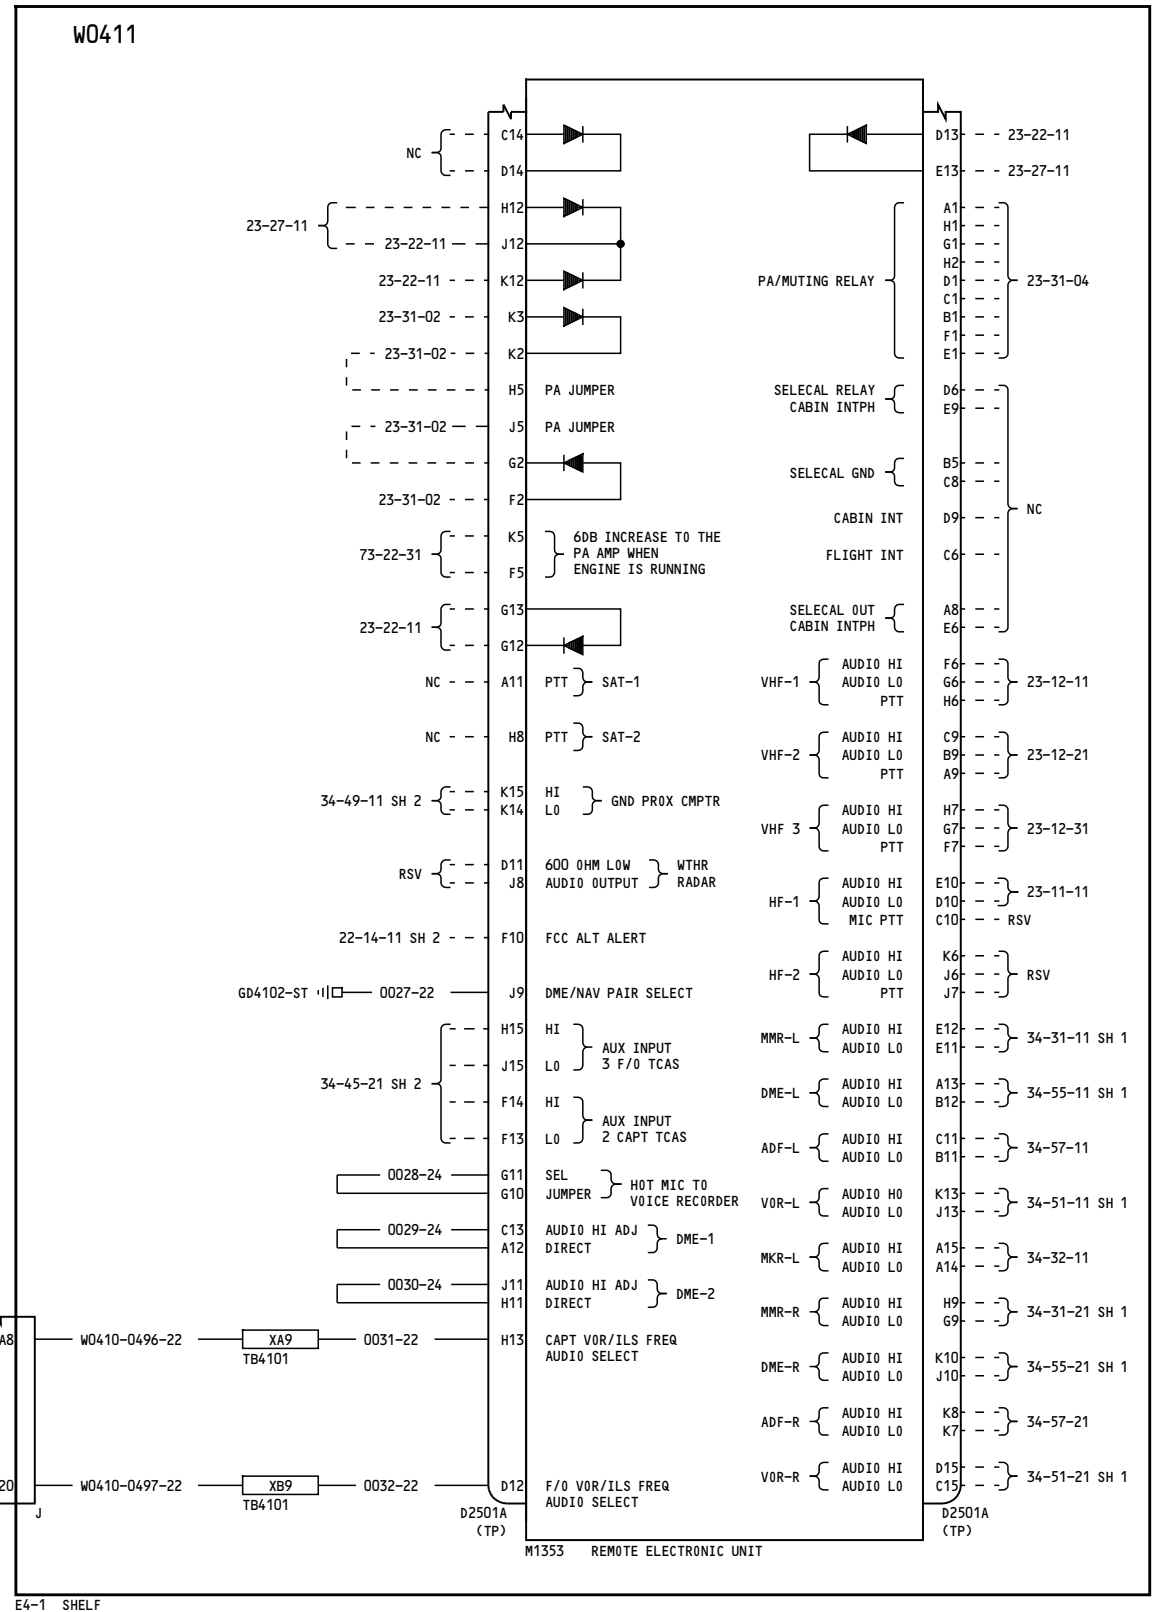 W0411
NC
C14
D14
23-27-11
H12
23-22-11
J12
23-22-11
K12
23-31-02
K3
23-31-02
K2
H5 PA JUMPER
23-31-02
J5 PA JUMPER
G2
23-31-02
F2
73-22-31
K5
F5
6DB INCREASE TO THE
PA AMP WHEN
ENGINE IS RUNNING
23-22-11
G13
G12
NC A11 PTT SAT-1
NC H8 PTT SAT-2
34-49-11 SH 2
K15 HI
K14 LO
GND PROX CMPTR
RSV
D11 600 OHM LOW
J8 AUDIO OUTPUT
WTHR
RADAR
22-14-11 SH 2 F10 FCC ALT ALERT
GD4102-ST 0027-22 J9 DME/NAV PAIR SELECT
34-45-21 SH 2
H15 HI
J15 LO
AUX INPUT
3 F/O TCAS
F14 HI
F13 LO
AUX INPUT
2 CAPT TCAS
0028-24
G11 SEL
G10 JUMPER
HOT MIC TO
VOICE RECORDER
0029-24
C13 AUDIO HI ADJ
A12 DIRECT
DME-1
0030-24
J11 AUDIO HI ADJ
H11 DIRECT
DME-2
A8 W0410-0496-22 XA9 0031-22 H13 CAPT VOR/ILS FREQ
TB4101 AUDIO SELECT
20 W0410-0497-22 XB9 0032-22 D12 F/O VOR/ILS FREQ
TB4101 AUDIO SELECT
J
D2501A
(TP)
D13 23-22-11
E13 23-27-11
PA/MUTING RELAY
A1
H1
G1
H2
D1
C1
B1
F1
E1
23-31-04
SELECAL RELAY
CABIN INTPH
D6
E9
SELECAL GND
B5
C8
CABIN INT D9
NC
FLIGHT INT C6
SELECAL OUT
CABIN INTPH
A8
E6
VHF-1
AUDIO HI F6
AUDIO LO G6
PTT H6
23-12-11
VHF-2
AUDIO HI C9
AUDIO LO B9
PTT A9
23-12-21
VHF 3
AUDIO HI H7
AUDIO LO G7
PTT F7
23-12-31
HF-1
AUDIO HI E10
AUDIO LO D10
23-11-11
MIC PTT C10 RSV
HF-2
AUDIO HI K6
AUDIO LO J6
PTT J7
RSV
MMR-L
AUDIO HI E12
AUDIO LO E11
34-31-11 SH 1
DME-L
AUDIO HI A13
AUDIO LO B12
34-55-11 SH 1
ADF-L
AUDIO HI C11
AUDIO LO B11
34-57-11
VOR-L
AUDIO HO K13
AUDIO LO J13
34-51-11 SH 1
MKR-L
AUDIO HI A15
AUDIO LO A14
34-32-11
MMR-R
AUDIO HI H9
AUDIO LO G9
34-31-21 SH 1
DME-R
AUDIO HI K10
AUDIO LO J10
34-55-21 SH 1
ADF-R
AUDIO HI K8
AUDIO LO K7
34-57-21
VOR-R
AUDIO HI D15
AUDIO LO C15
34-51-21 SH 1
D2501A
(TP)
M1353 REMOTE ELECTRONIC UNIT
E4-1 SHELF